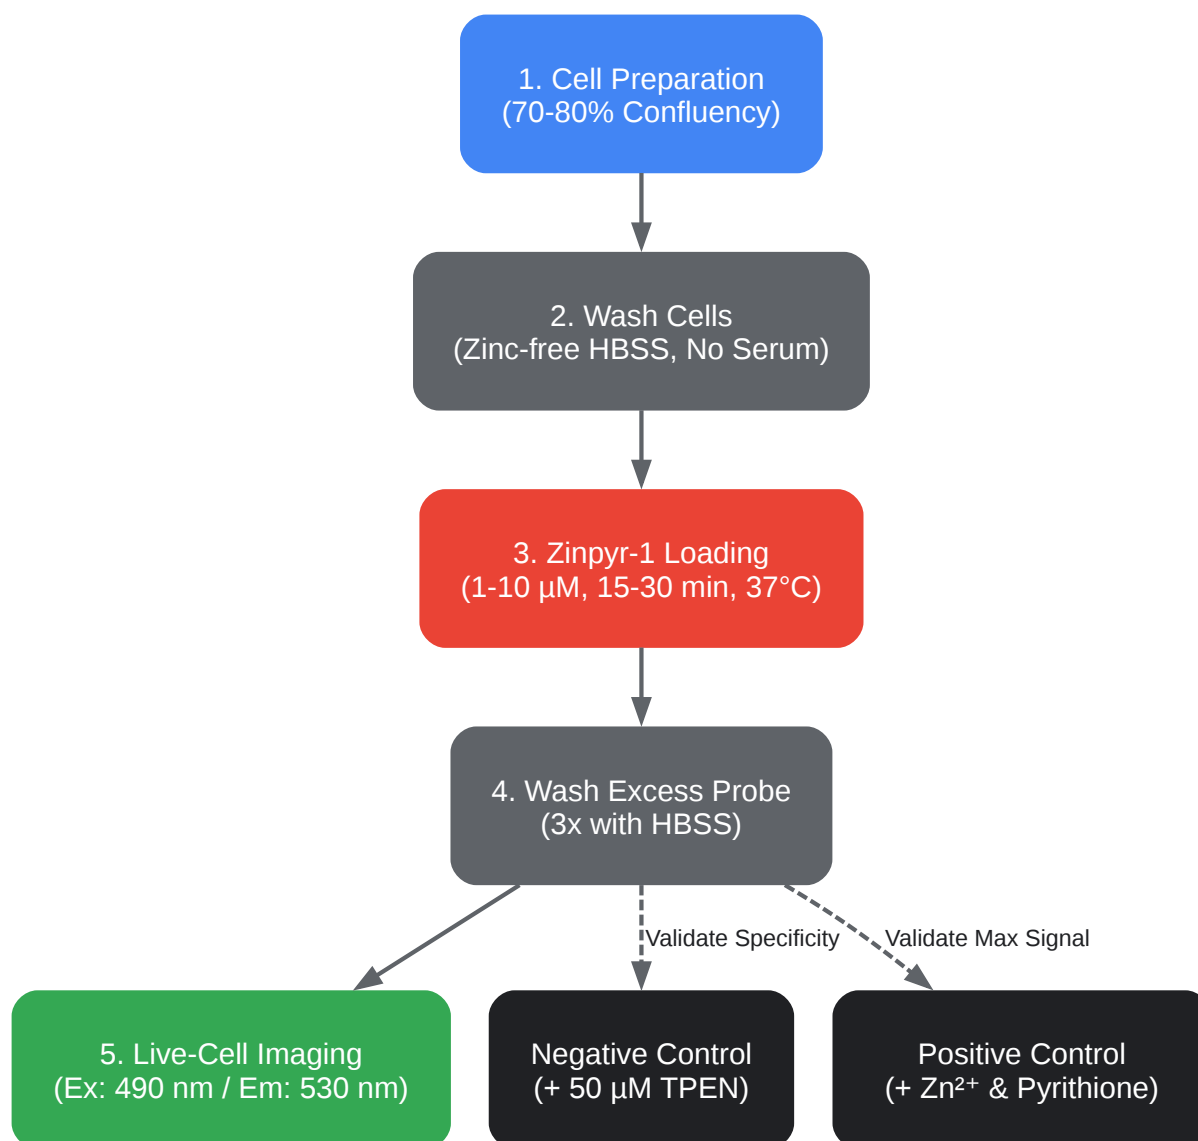 1. Cell Preparation
(70-80% Confluency)
2. Wash Cells
(Zinc-free HBSS, No Serum)
3. Zinpyr-1 Loading
(1-10 µM, 15-30 min, 37°C)
4. Wash Excess Probe
(3x with HBSS)
Validate Specificity
Validate Max Signal
5. Live-Cell Imaging
(Ex: 490 nm / Em: 530 nm)
Negative Control
(+ 50 µM TPEN)
Positive Control
(+ Zn²⁺ & Pyrithione)